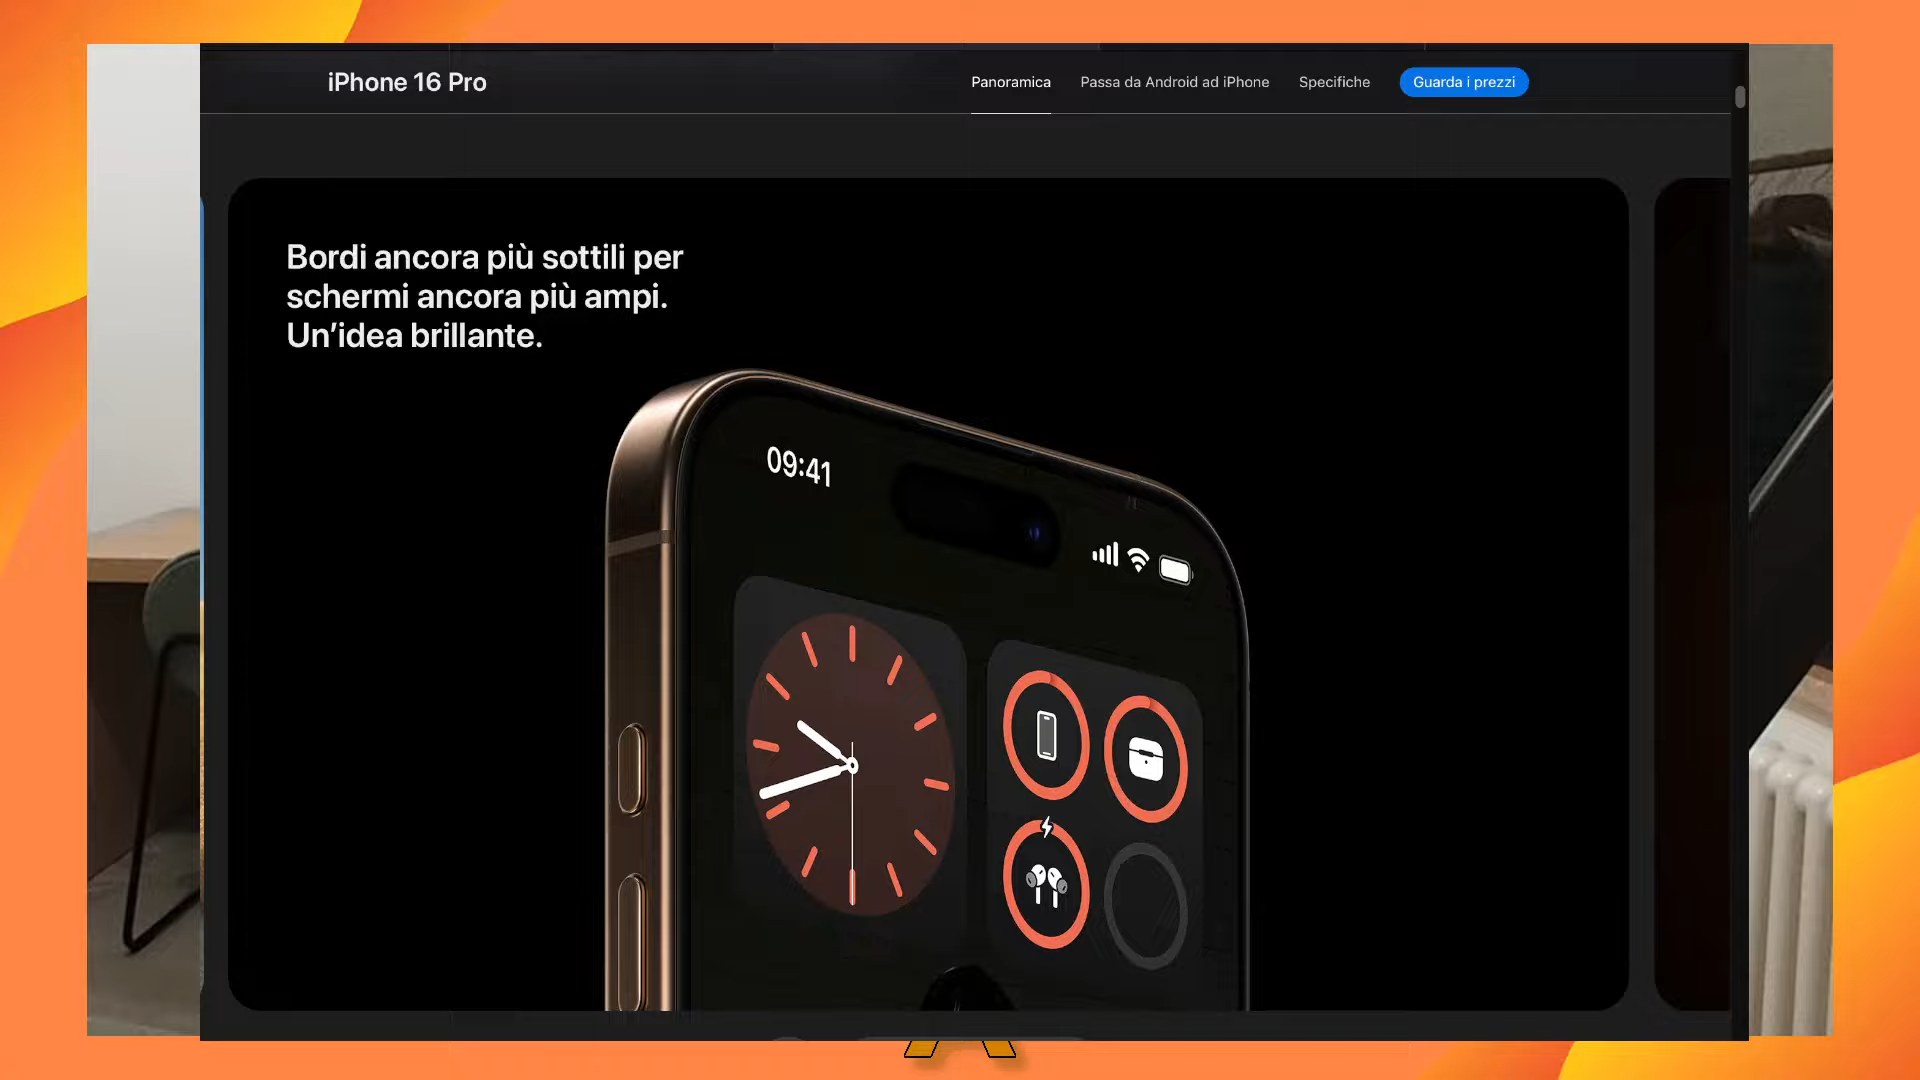 iPhone 16 Pro
Panoramica
Passa da Android ad iPhone
Specifiche
Guarda i prezzi
Bordi ancora più sottili per
schermi ancora più ampi.
Un’idea brillante.
09:41